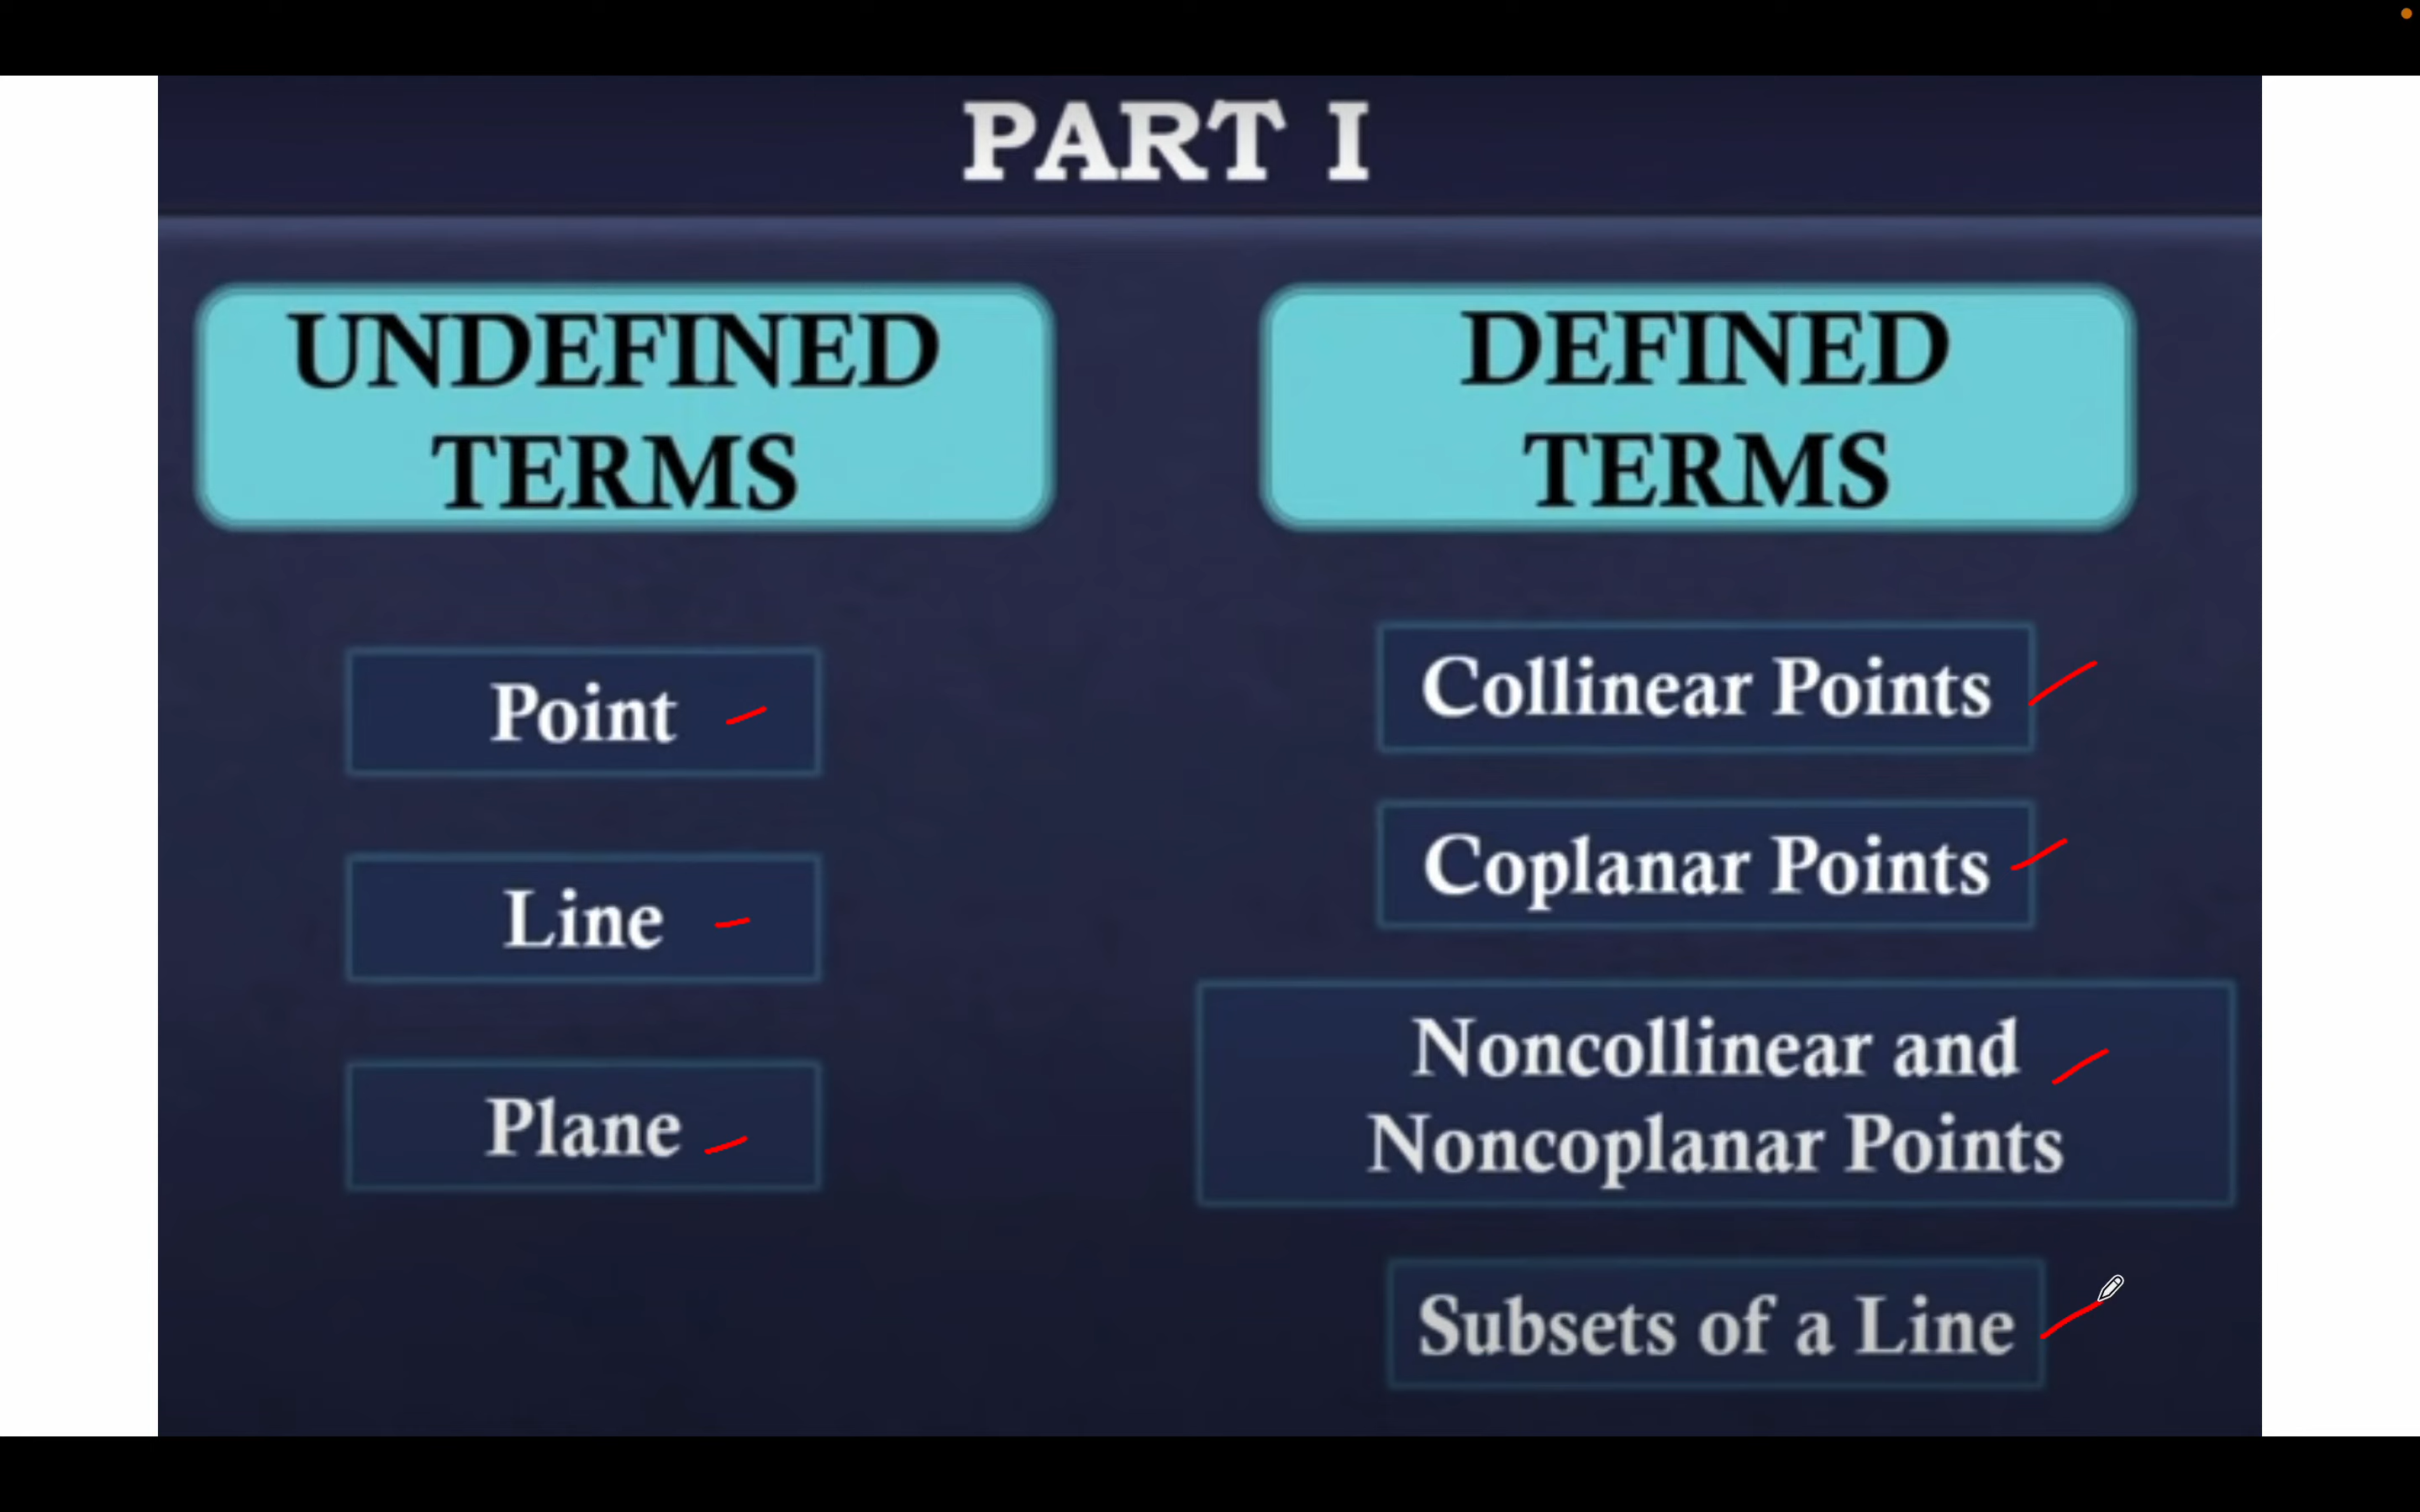 PART I
UNDEFINED
TERMS
Point
Line
Plane
DEFINED
TERMS
Collinear Points
Coplanar Points
Noncollinear and
Noncoplanar Points
Subsets of a Line